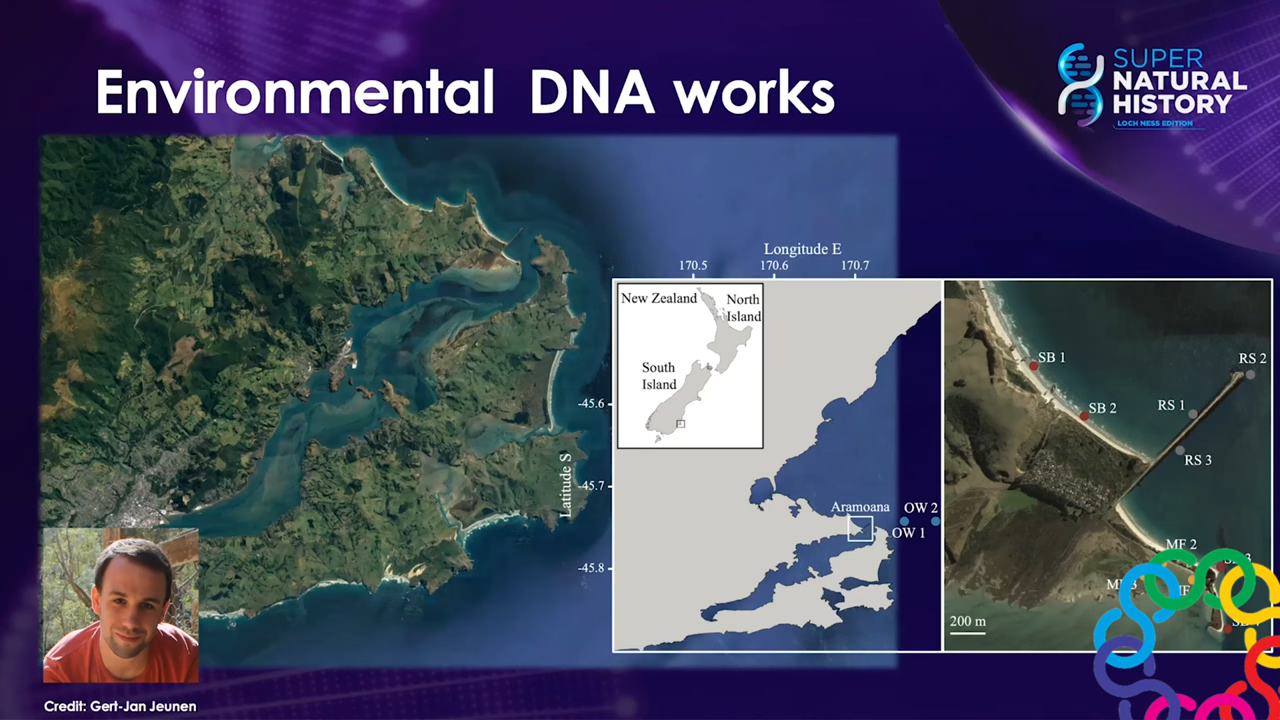 Environmental DNA works
SUPER
NATURAL
HISTORY
LOCH NESS EDITION
Longitude E
170.5 170.6 170.7
New Zealand
North
Island
South
Island
-45.6
-45.7
-45.8
Latitude S
Aramoana
OW 2
OW 1
SB 1
SB 2
RS 2
RS 1
RS 3
MF 2
200 m
Credit: Gert-Jan Jeunen